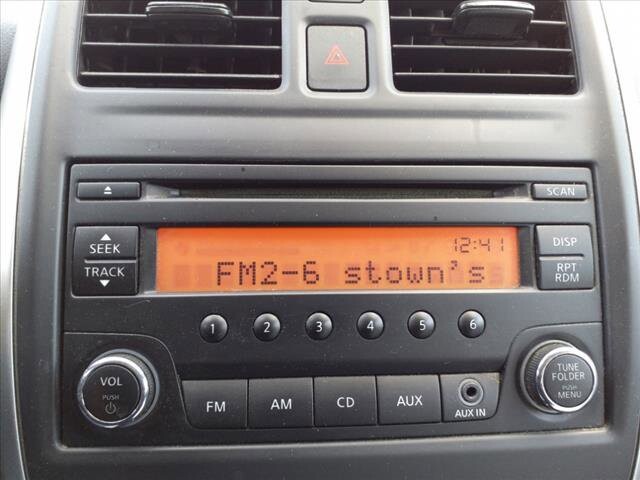 SCAN
SEEK
TRACK
12:41
FM2-6 stown's
DISP
RPT
RDM
1 2 3 4 5 6
VOL
PUSH
FM AM CD AUX
AUX IN
TUNE
FOLDER
PUSH
MENU